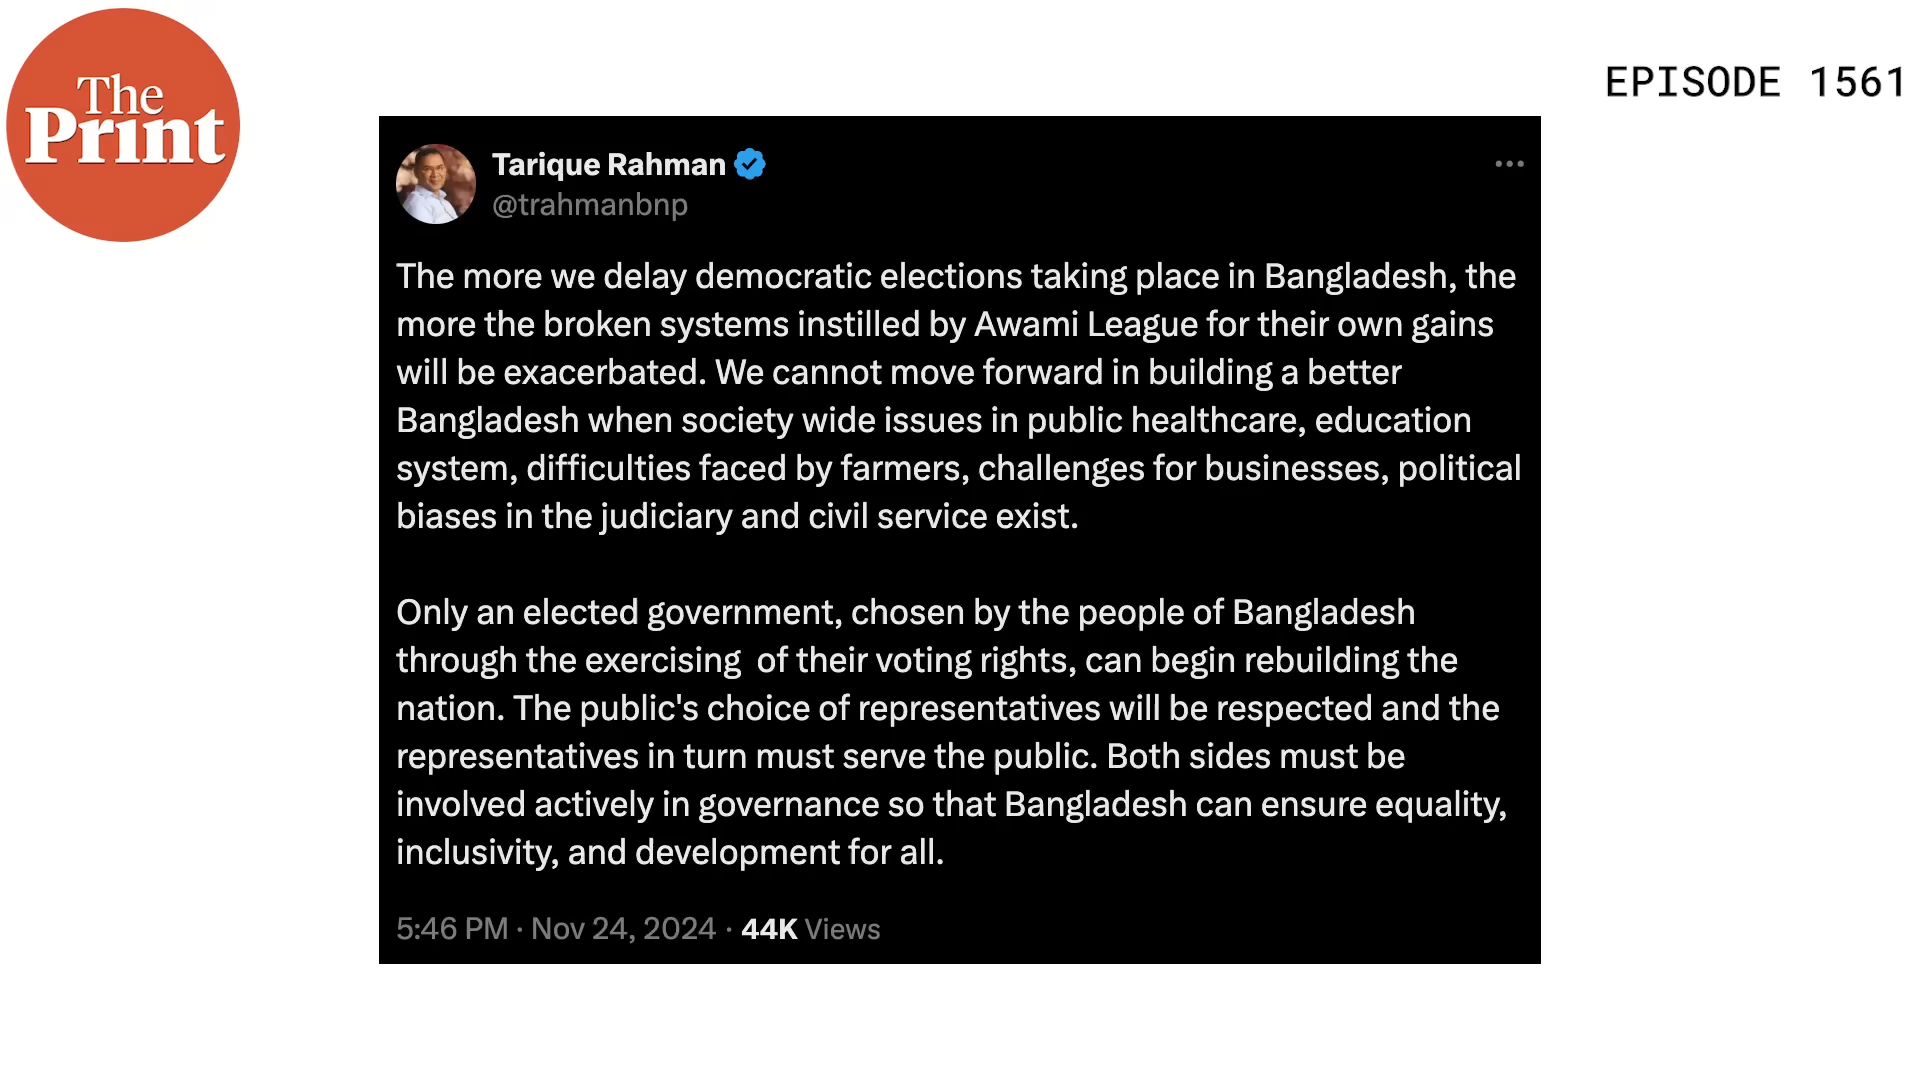 The
Print
EPISODE 1561
Tarique Rahman
@trahmanbnp
The more we delay democratic elections taking place in Bangladesh, the
more the broken systems instilled by Awami League for their own gains
will be exacerbated. We cannot move forward in building a better
Bangladesh when society wide issues in public healthcare, education
system, difficulties faced by farmers, challenges for businesses, political
biases in the judiciary and civil service exist.
Only an elected government, chosen by the people of Bangladesh
through the exercising  of their voting rights, can begin rebuilding the
nation. The public's choice of representatives will be respected and the
representatives in turn must serve the public. Both sides must be
involved actively in governance so that Bangladesh can ensure equality,
inclusivity, and development for all.
5:46 PM · Nov 24, 2024 · 44K Views